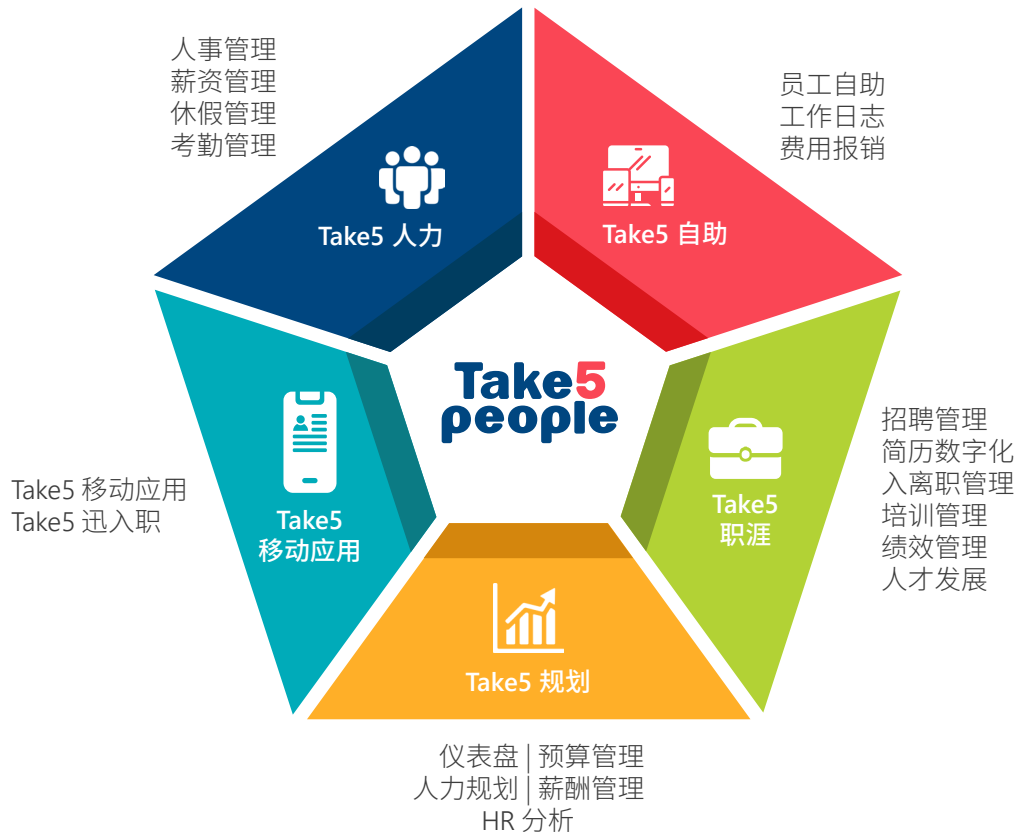 人事管理
薪资管理
休假管理
考勤管理
Take5 人力
员工自助
工作日志
费用报销
Take5 自助
Take5
people
招聘管理
简历数字化
入离职管理
培训管理
绩效管理
人才发展
Take5
职涯
Take5 移动应用
Take5 迅入职
Take5
移动应用
Take5 规划
仪表盘 | 预算管理
人力规划 | 薪酬管理
HR 分析